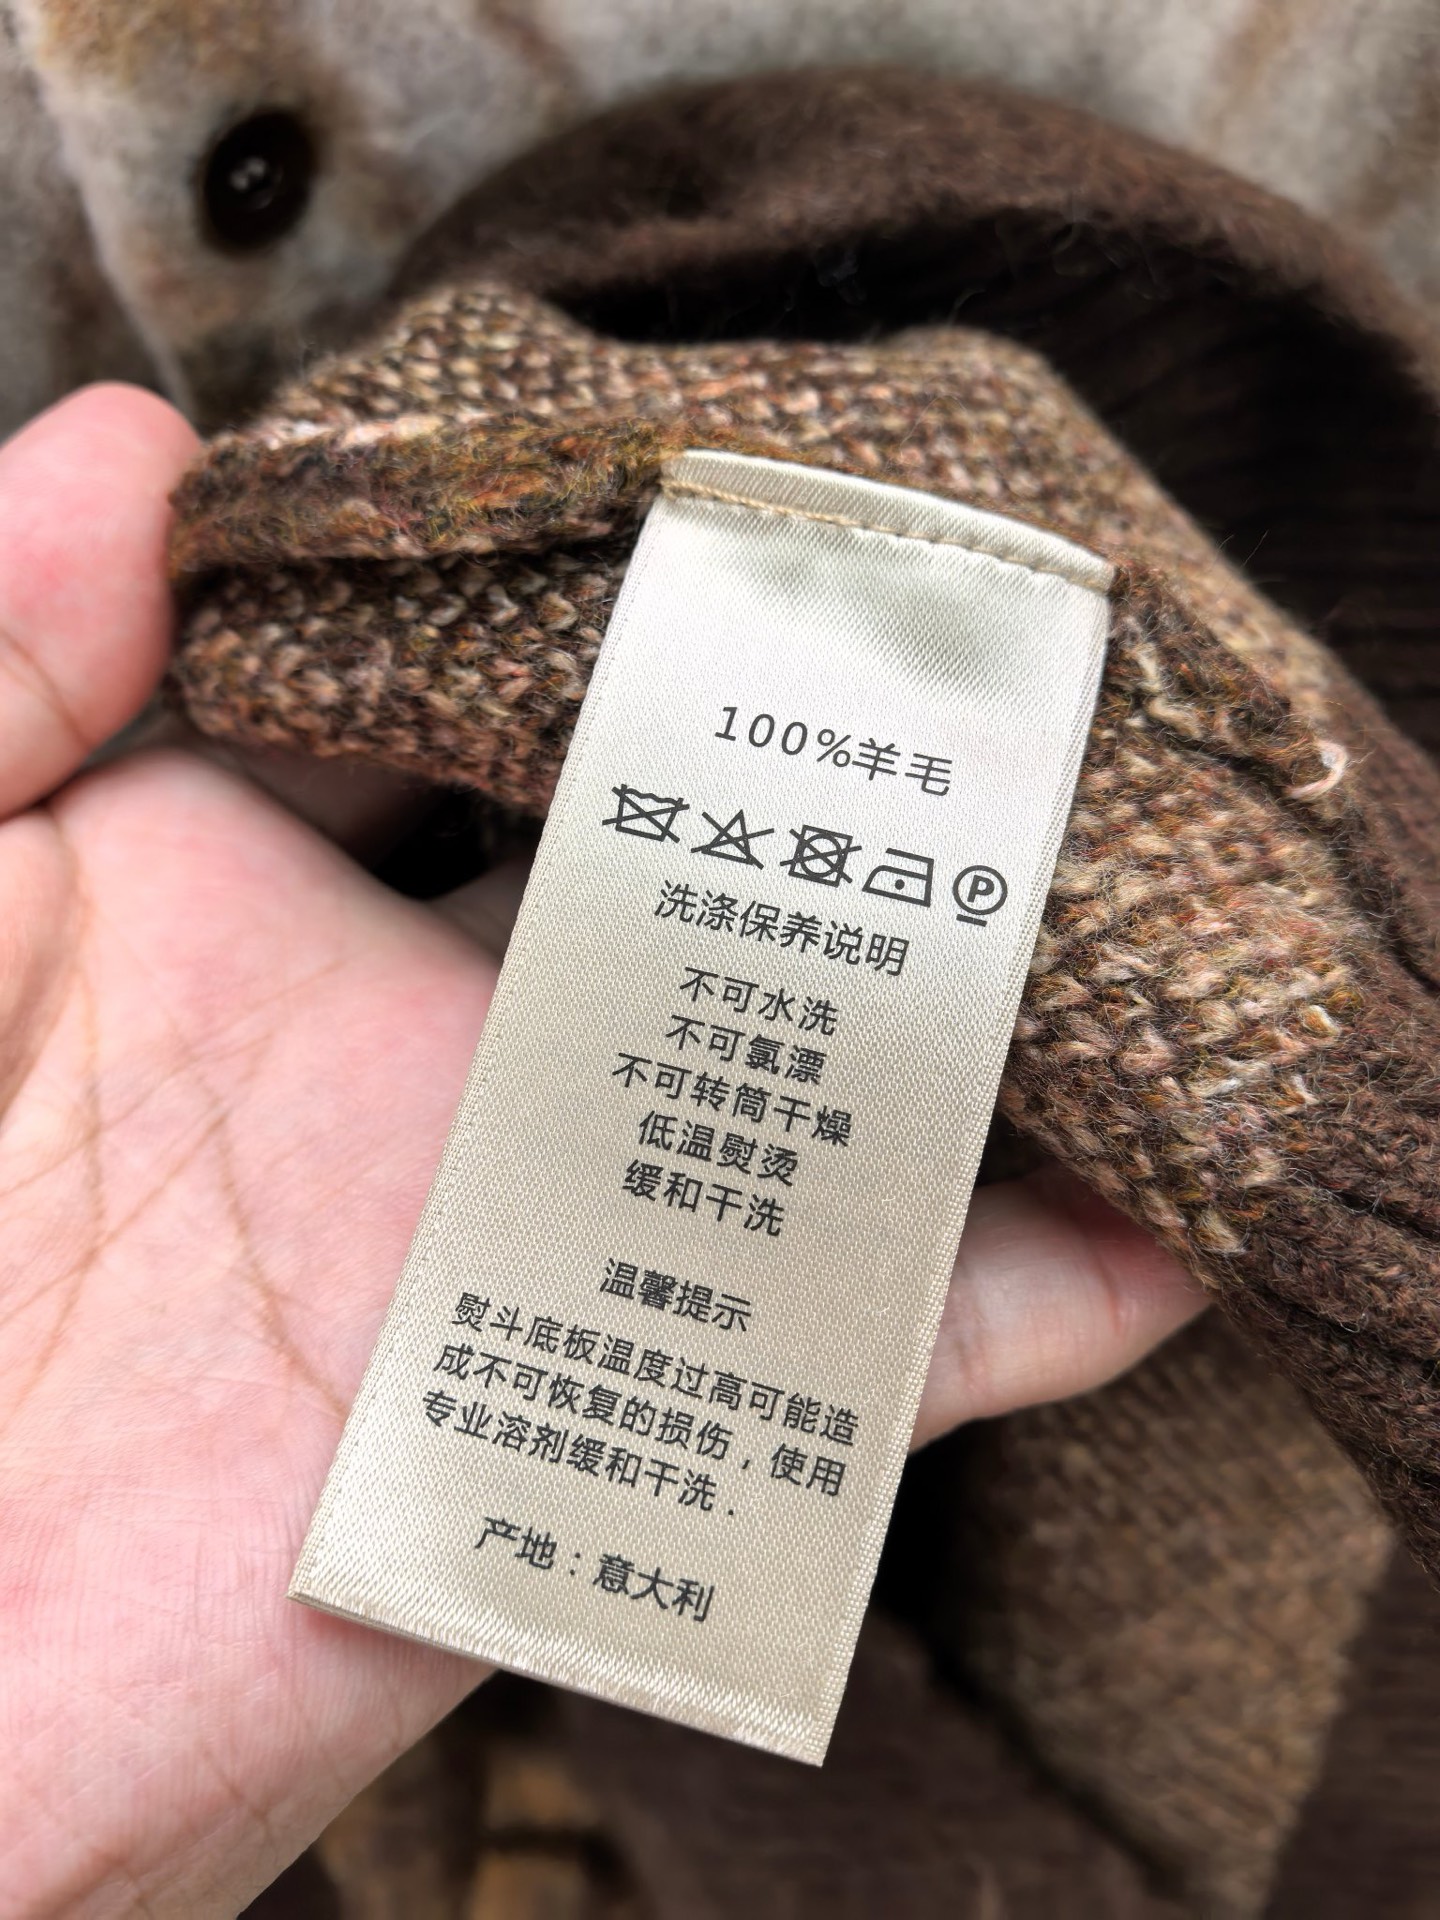 100%羊毛
P
洗涤保养说明
不可水洗
不可氯漂
不可转筒干燥
低温熨烫
缓和干洗
温馨提示
熨斗底板温度过高可能造
成不可恢复的损伤，使用
专业溶剂缓和干洗.
产地：意大利